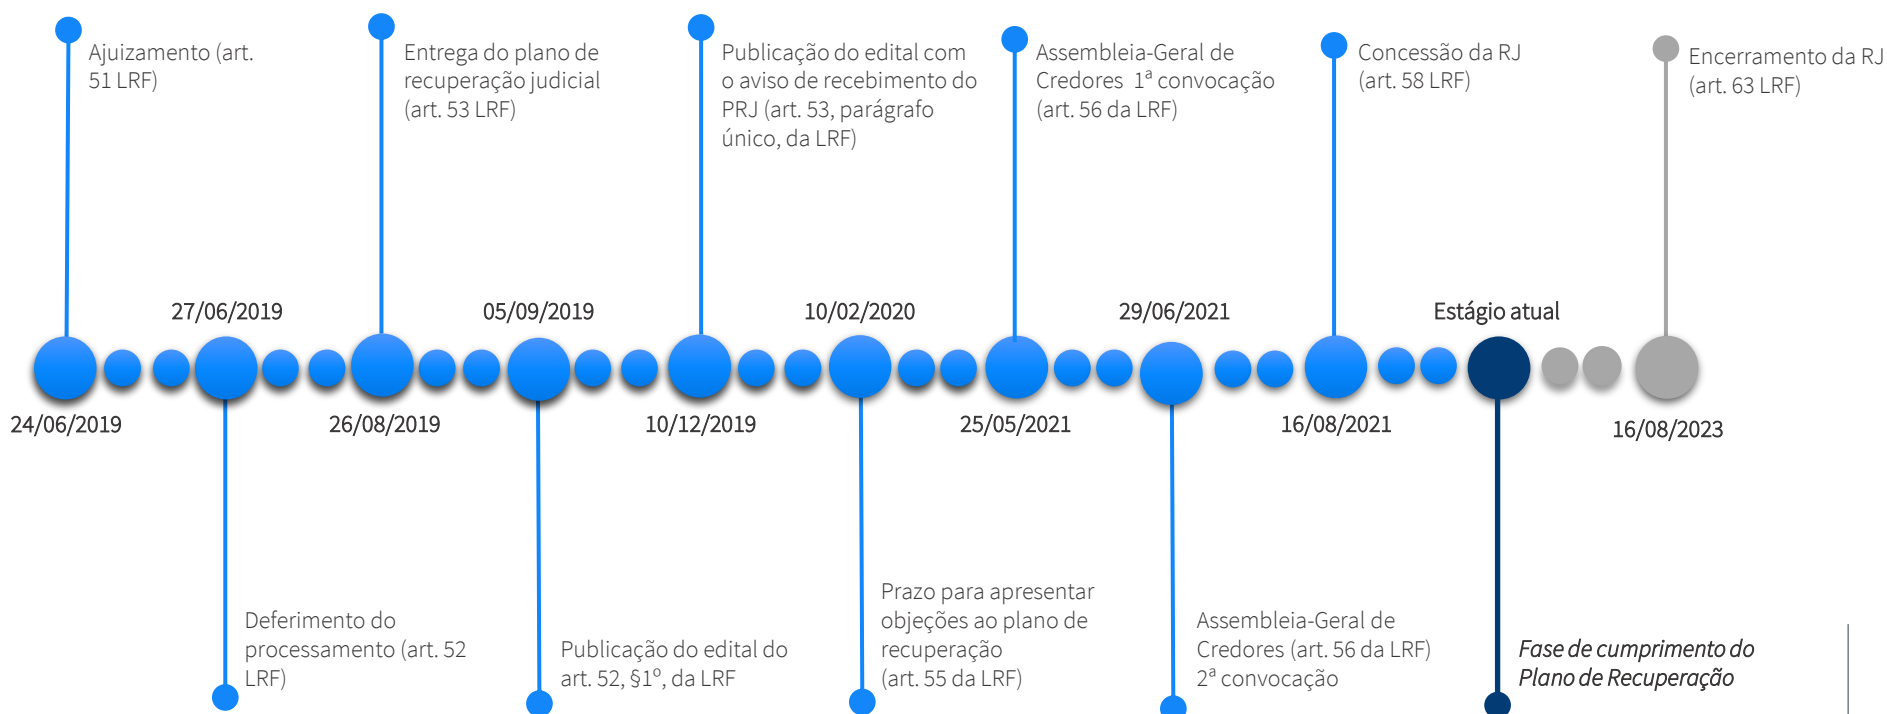 Ajuizamento (art.
51 LRF)
Entrega do plano de
recuperação judicial
(art. 53 LRF)
Publicação do edital com
o aviso de recebimento do
PRJ (art. 53, parágrafo
único, da LRF)
Assembleia-Geral de
Credores 1ª convocação
(art. 56 da LRF)
Concessão da RJ
(art. 58 LRF)
Encerramento da RJ
(art. 63 LRF)
27/06/2019
05/09/2019
10/02/2020
29/06/2021
Estágio atual
24/06/2019
26/08/2019
10/12/2019
25/05/2021
16/08/2021
16/08/2023
Deferimento do
processamento (art. 52
LRF)
Publicação do edital do
art. 52, §1º, da LRF
Prazo para apresentar
objeções ao plano de
recuperação
(art. 55 da LRF)
Assembleia-Geral de
Credores (art. 56 da LRF)
2ª convocação
Fase de cumprimento do
Plano de Recuperação